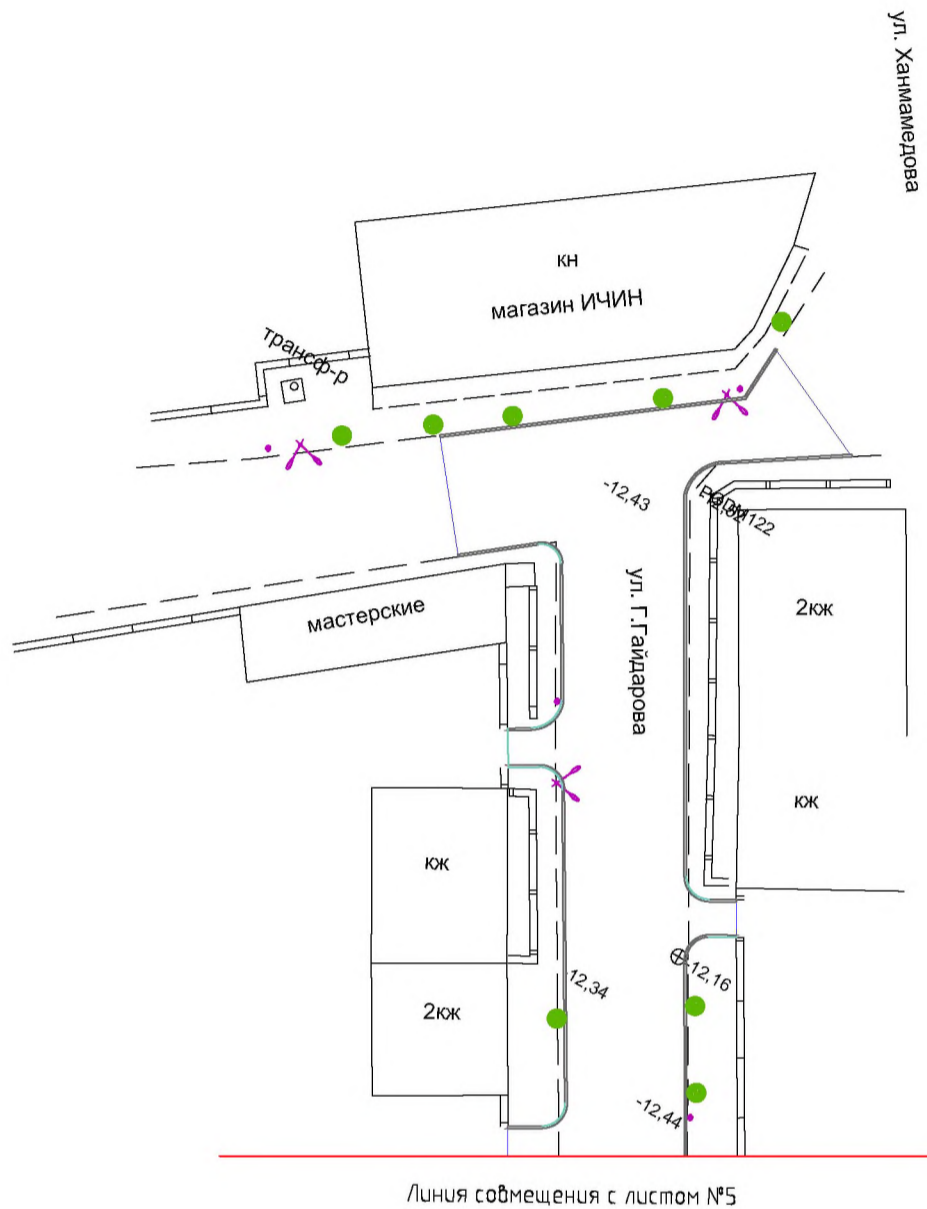 ул. Ханмамедова
кн
магазин ИЧИН
трансф-р
-12,43
ул. Г.Гайдарова
2кж
мастерские
кж
кж
-12,16
-12,34
2кж
-12,44
Линия совмещения с листом №5